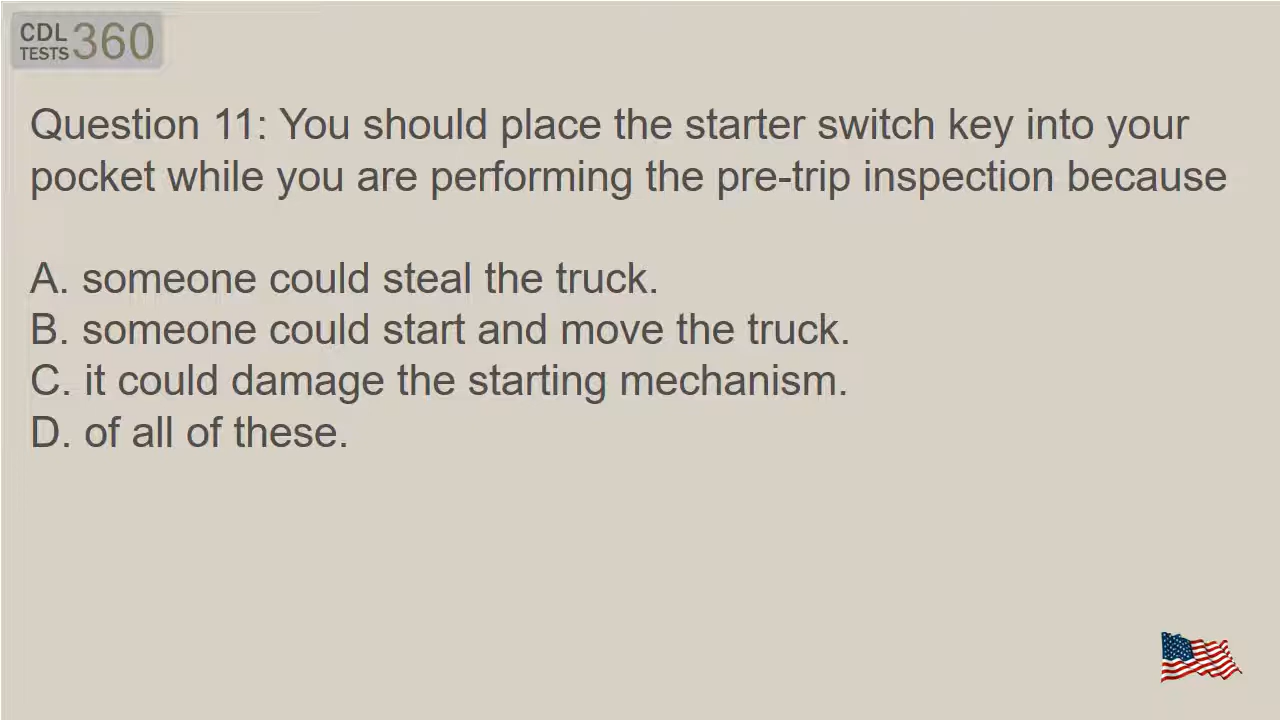 CDL TESTS 360
Question 11: You should place the starter switch key into your
pocket while you are performing the pre-trip inspection because
A. someone could steal the truck.
B. someone could start and move the truck.
C. it could damage the starting mechanism.
D. of all of these.